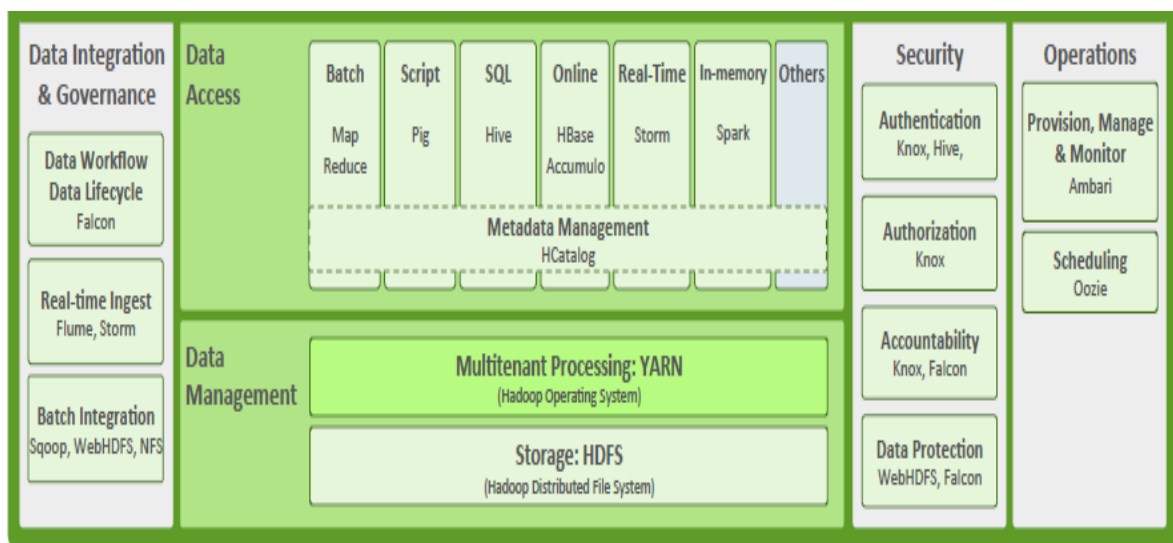 Data Integration
& Governance
Data Workflow
Data Lifecycle
Falcon
Real-time Ingest
Flume, Storm
Batch Integration
Sqoop, WebHDFS, NFS
Data
Access
Batch
Map
Reduce
Script
Pig
SQL
Hive
Online
HBase
Accumulo
Real-Time
Storm
In-memory
Spark
Others
Metadata Management
HCatalog
Data
Management
Multitenant Processing: YARN
(Hadoop Operating System)
Storage: HDFS
(Hadoop Distributed File System)
Security
Authentication
Knox, Hive,
Authorization
Knox
Accountability
Knox, Falcon
Data Protection
WebHDFS, Falcon
Operations
Provision, Manage
& Monitor
Ambari
Scheduling
Oozie